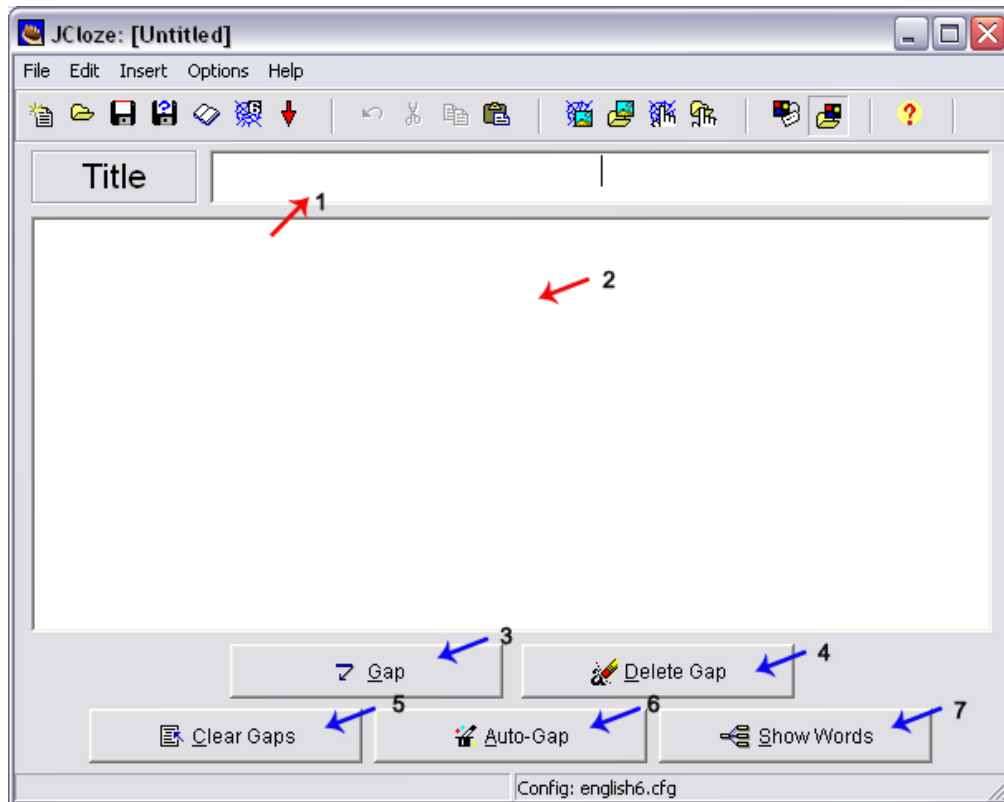 JCloze: [Untitled]
File Edit Insert Options Help
6
?
Title
1
2
3
Gap
4
Delete Gap
5
Clear Gaps
6
Auto-Gap
7
Show Words
Config: english6.cfg